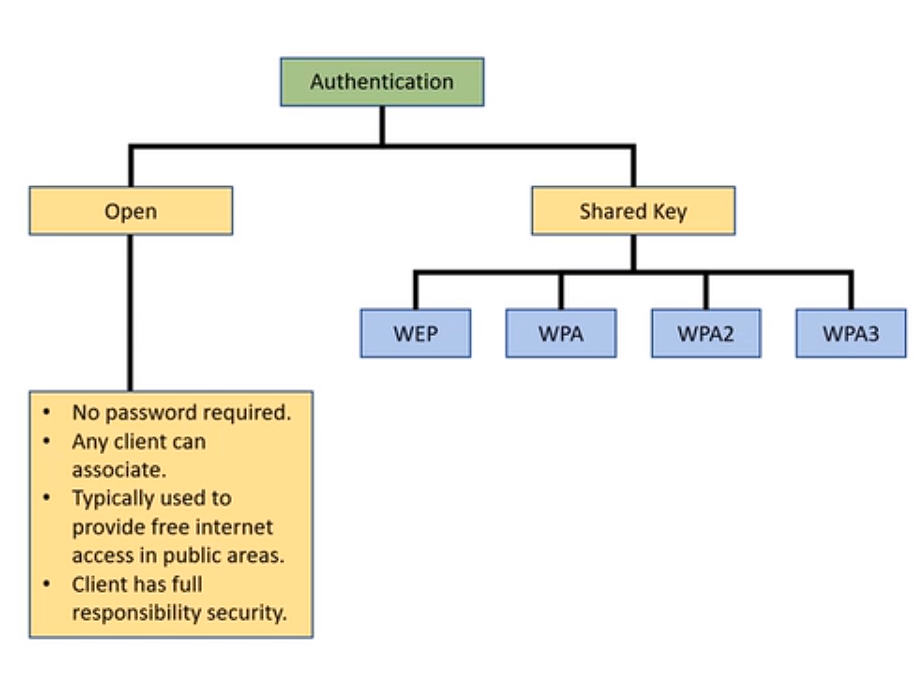 Authentication
Open
Shared Key
WEP
WPA
WPA2
WPA3
• No password required.
• Any client can
associate.
• Typically used to
provide free internet
access in public areas.
• Client has full
responsibility security.